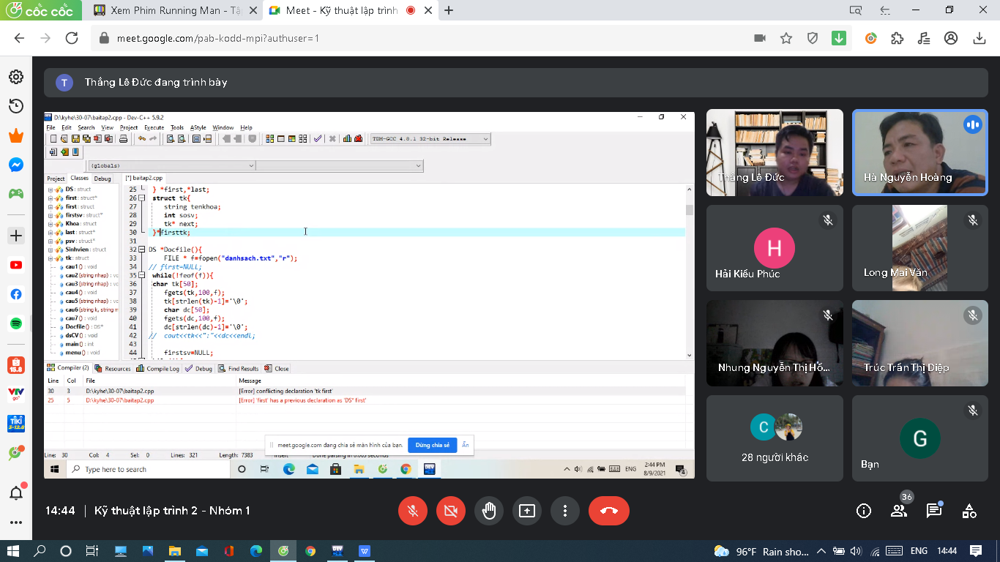 cốc cốc
Xem Phim Running Man - Tậ
Meet - Kỹ thuật lập trình
meet.google.com/pab-kodd-mpi?authuser=1
T
Thắng Lê Đức đang trình bày
D:\kyhe\30-07\baitap2.cpp - Dev-C++ 5.9.2
File Edit Search View Project Execute Tools AStyle Window Help
TDM-GCC 4.8.1 32-bit Release
(globals)
Project Classes Debug
[*] baitap2.cpp
DS : struct
first : struct*
first : struct
firstsv : struct*
Khoa : struct
last : struct*
psv : struct*
Sinhvien : struct
tk : struct
cau1 () : void
cau2 (string nhap) : vc
cau3 (string nhap) : vc
cau4 () : void
cau5 (string nhap) : vc
cau6 (string k, string m
cau7 () : void
Docfile () : DS*
dsCV () : void
main () : int
menu () : void
25 } *first,*last;
26 struct tk{
27 string tenkhoa;
28 int sosv;
29 tk* next;
30 }*firsttk;
31
32 DS *Docfile(){
33 FILE * f=fopen("danhsach.txt","r");
34 // first=NULL;
35 while(!feof(f)){
36 char tk[50];
37 fgets(tk,100,f);
38 tk[strlen(tk)-1]='\0';
39 char dc[50];
40 fgets(dc,100,f);
41 dc[strlen(dc)-1]='\0';
42 // cout<<tk<<":"<<dc<<endl;
43
44 firstsv=NULL;
Compiler (2) Resources Compile Log Debug Find Results Close
Line Col File Message
30 3 D:\kyhe\30-07\baitap2.cpp [Error] conflicting declaration 'tk first'
25 5 D:\kyhe\30-07\baitap2.cpp [Error] 'first' has a previous declaration as 'DS* first'
meet.google.com đang chia sẻ màn hình của bạn.
Dừng chia sẻ
Ẩn
Line: 30 Col: 4 Sel: 0 Lines: 321 Length: 7383 Insert Done parsing in 0.003 seconds
Type here to search
ENG
2:44 PM
8/9/2021
4
Thắng Lê Đức
Hà Nguyễn Hoàng
H
Hải Kiều Phúc
Long Mai Văn
Nhung Nguyễn Thị Hồ...
Trúc Trần Thị Diệp
C
28 người khác
G
Bạn
15.8
VTV
go
TIKI
5-12.8
14:44 | Kỹ thuật lập trình 2 - Nhóm 1
36
DEV
W
96°F Rain sho...
ENG
14:44